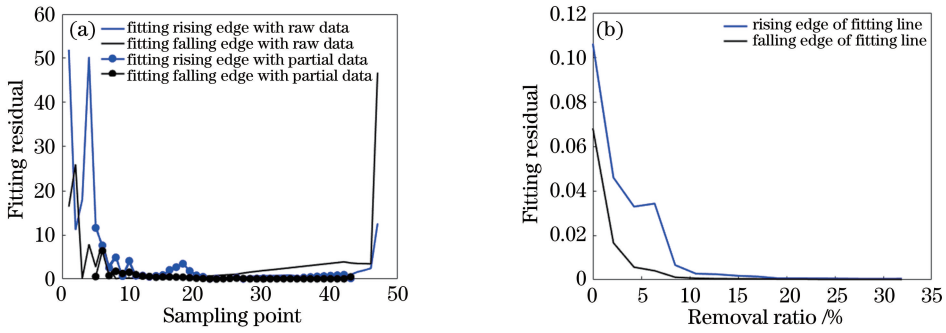 (a)
fitting rising edge with raw data
fitting falling edge with raw data
fitting rising edge with partial data
fitting falling edge with partial data
60
50
40
30
20
10
0
Fitting residual
0 10 20 30 40 50
Sampling point
(b)
rising edge of fitting line
falling edge of fitting line
0.12
0.10
0.08
0.06
0.04
0.02
0
Fitting residual
0 5 10 15 20 25 30 35
Removal ratio /%